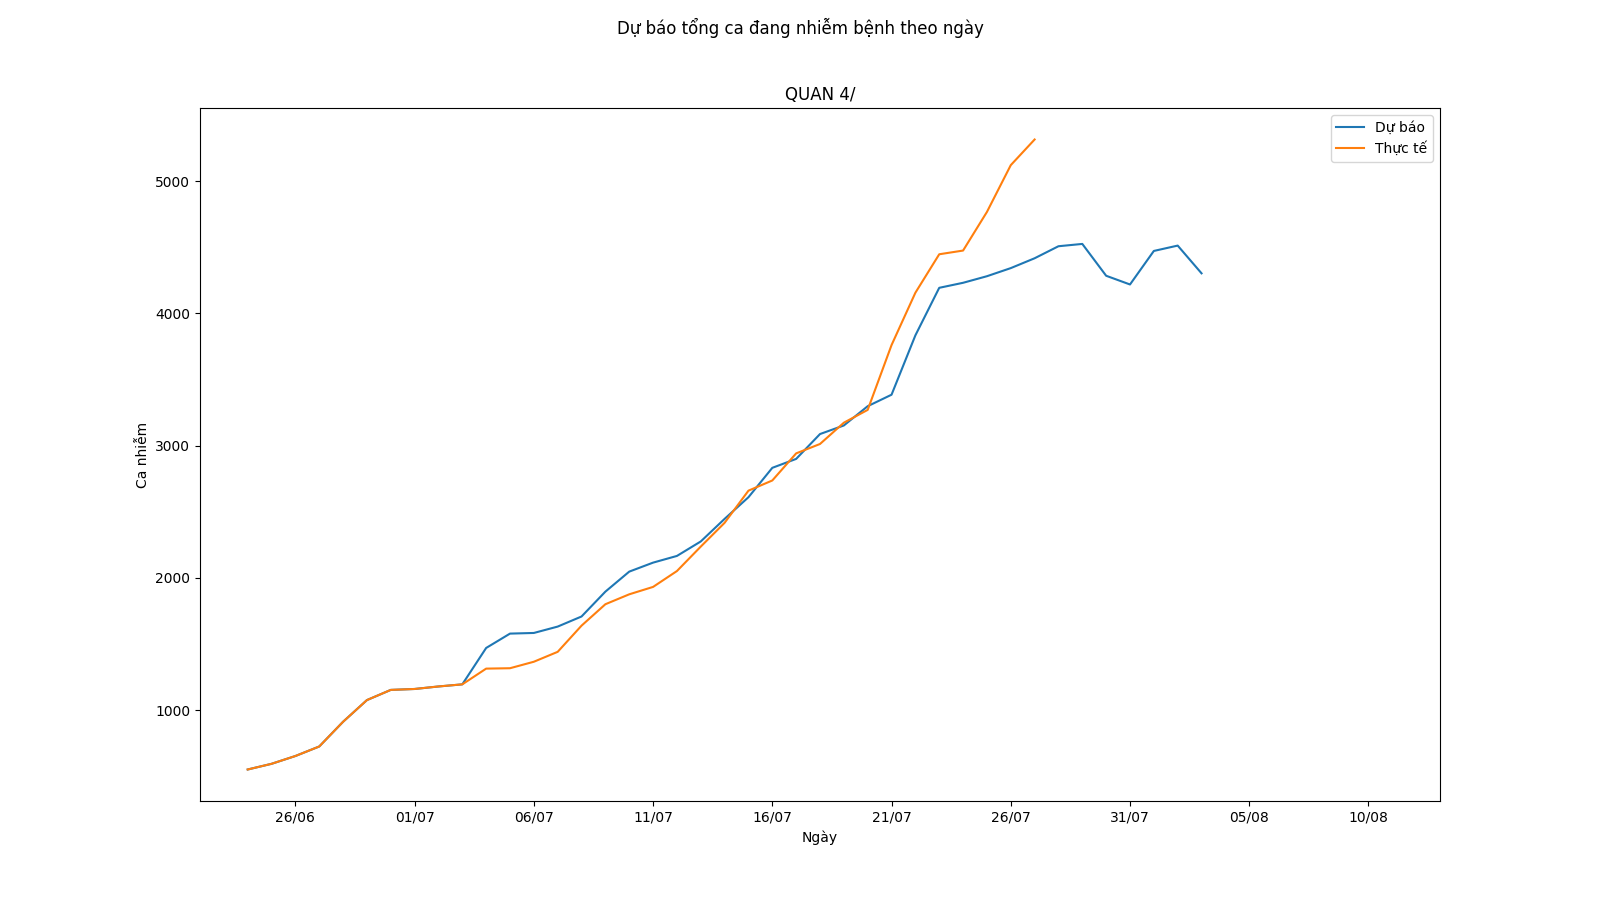 Dự báo tổng ca đang nhiễm bệnh theo ngày
QUAN 4/
Dự báo
Thực tế
5000
4000
3000
2000
1000
Ca nhiễm
26/06 01/07 06/07 11/07 16/07 21/07 26/07 31/07 05/08 10/08
Ngày